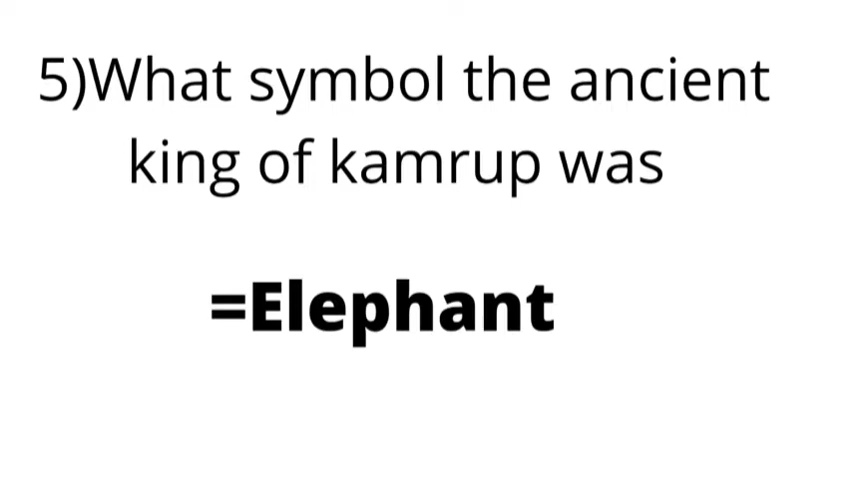 5)What symbol the ancient
king of kamrup was
=Elephant